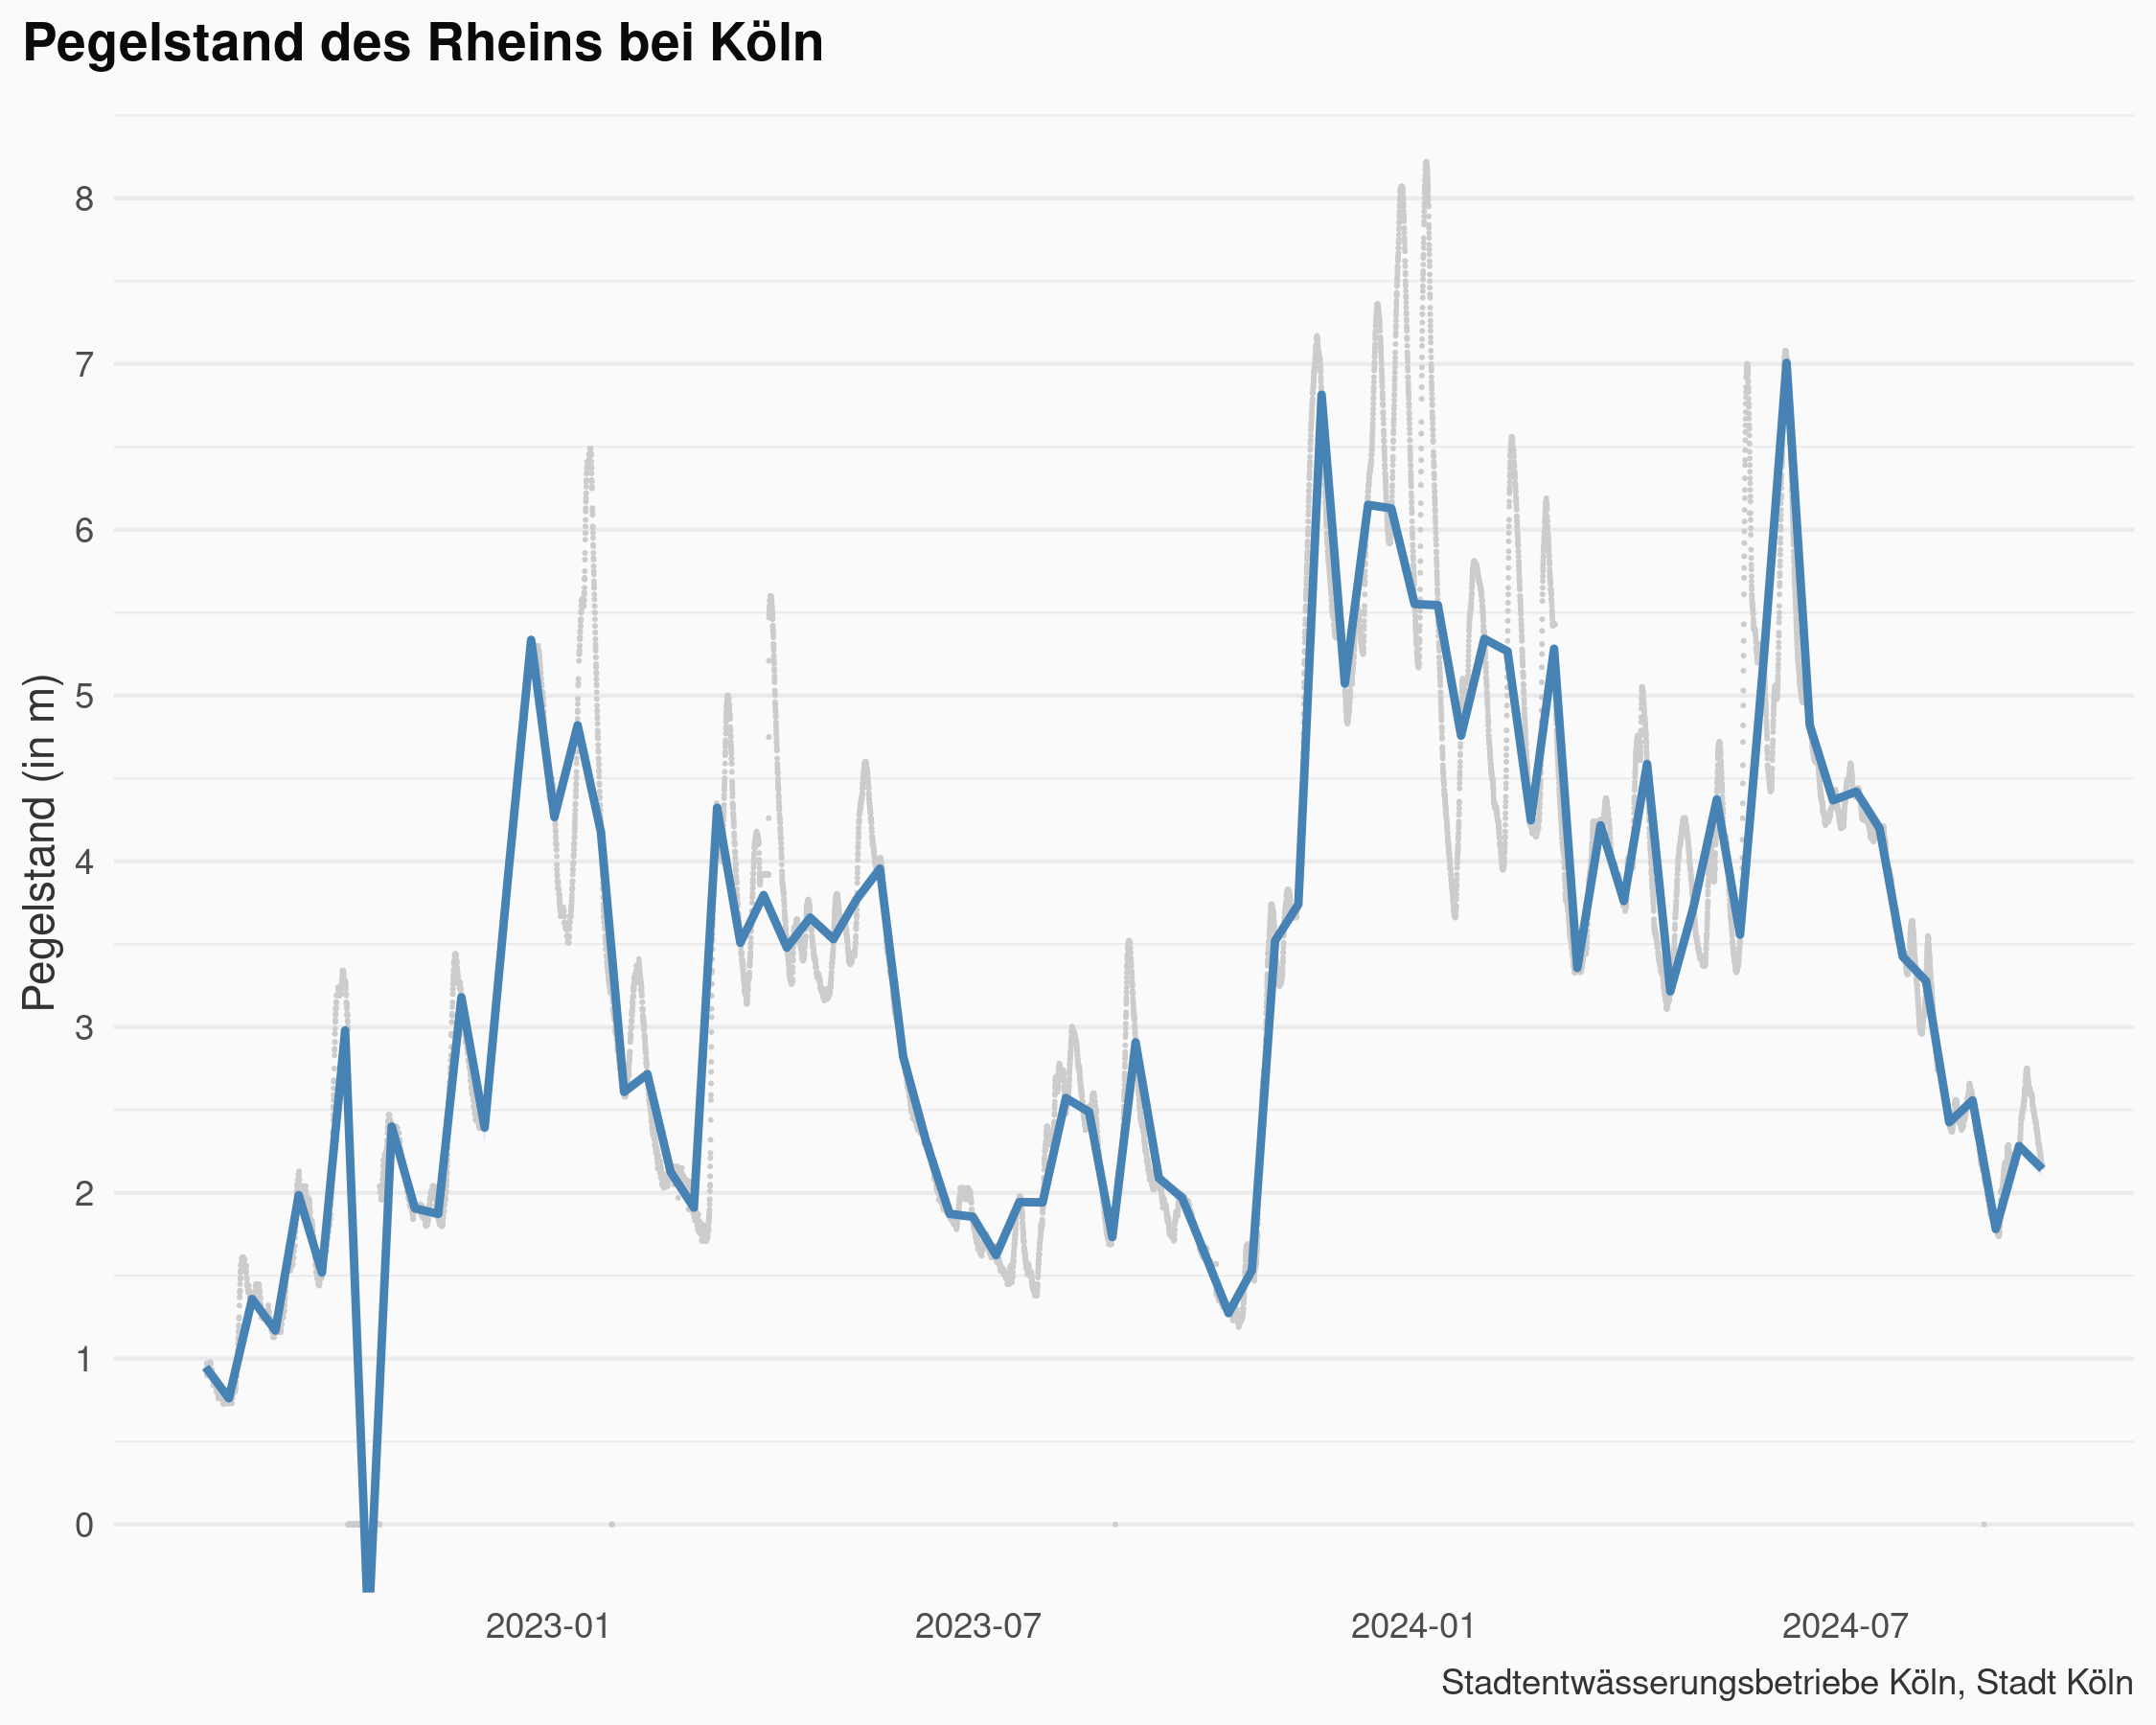 Pegelstand des Rheins bei Köln
Pegelstand (in m)
8
7
6
5
4
3
2
1
0
2023-01 2023-07 2024-01 2024-07
Stadtentwässerungsbetriebe Köln, Stadt Köln